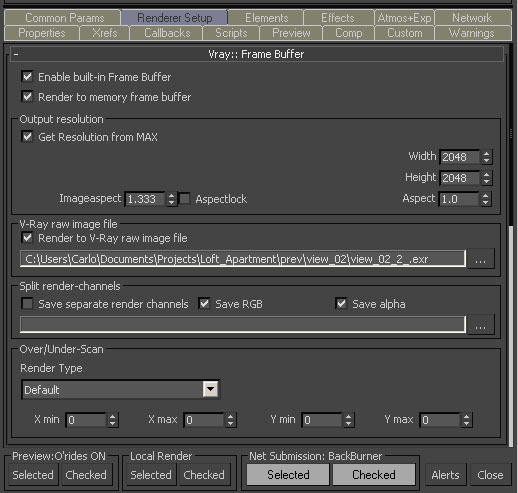 Common Params Renderer Setup Elements Effects Atmos+Exp Network
Properties Xrefs Callbacks Scripts Preview Comp Custom Warnings
- Vray:: Frame Buffer
Enable built-in Frame Buffer
Render to memory frame buffer
Output resolution
Get Resolution from MAX
Width 2048
Height 2048
Imageaspect 1.333 Aspectlock Aspect 1.0
V-Ray raw image file
Render to V-Ray raw image file
C:\Users\Carlo\Documents\Projects\Loft_Apartment\prev\view_02\view_02_2_.exr ...
Split render-channels
Save separate render channels Save RGB Save alpha
...
Over/Under-Scan
Render Type
Default
X min 0 X max 0 Y min 0 Y max 0
Preview:O'rides ON Local Render Net Submission: BackBurner
Selected Checked Selected Checked Selected Checked Alerts Close